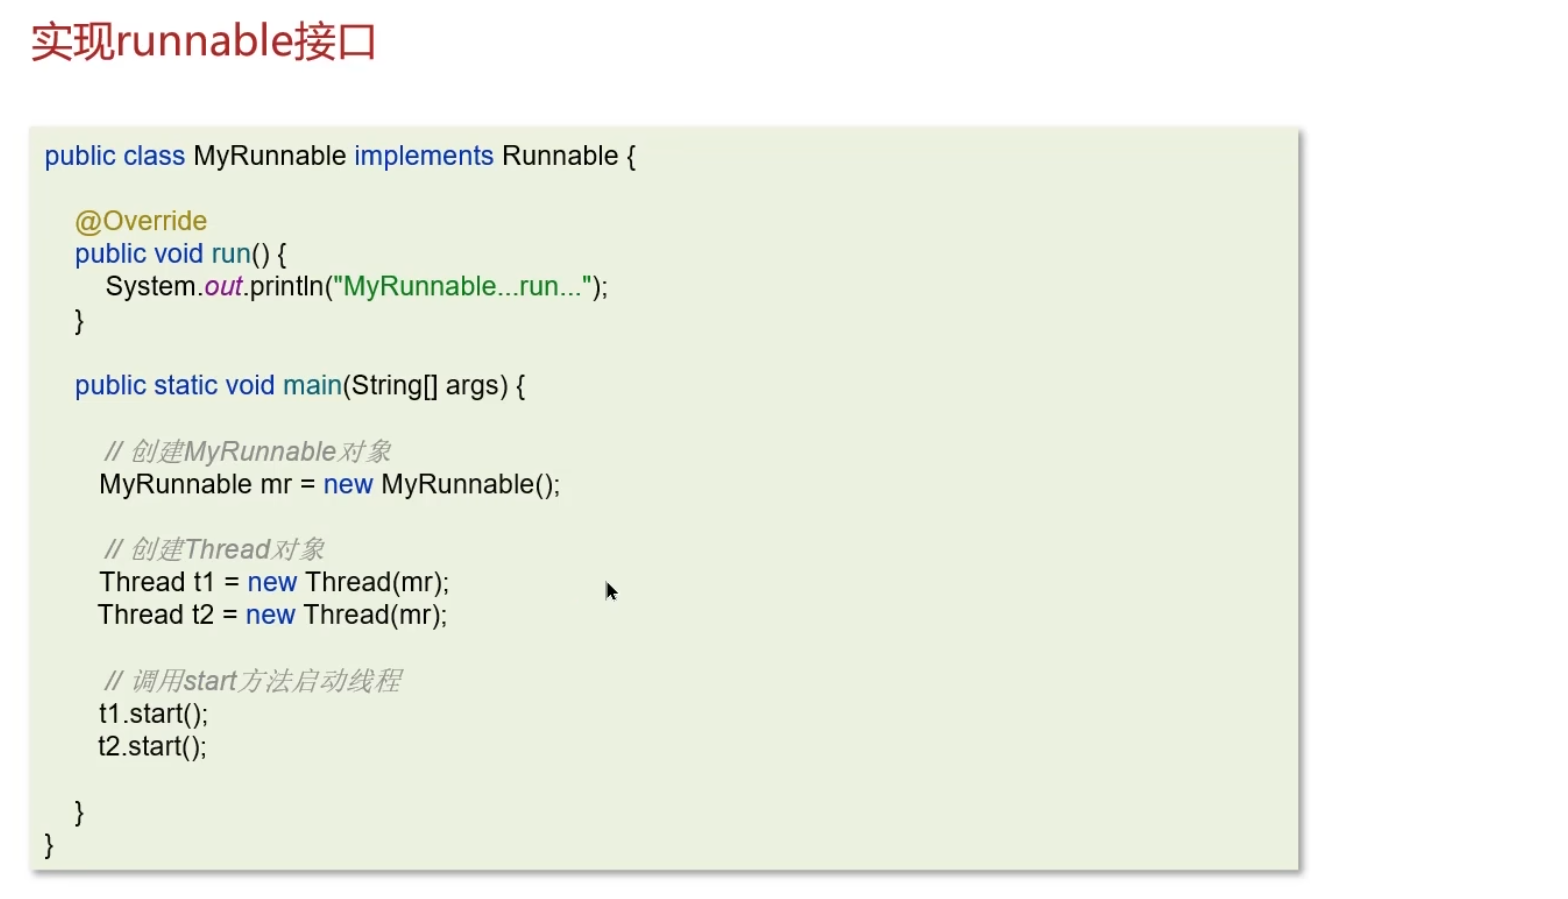 实现runnable接口
public class MyRunnable implements Runnable {
@Override
public void run() {
System.out.println("MyRunnable...run...");
}
public static void main(String[] args) {
// 创建MyRunnable对象
MyRunnable mr = new MyRunnable();
// 创建Thread对象
Thread t1 = new Thread(mr);
Thread t2 = new Thread(mr);
// 调用start方法启动线程
t1.start();
t2.start();
}
}